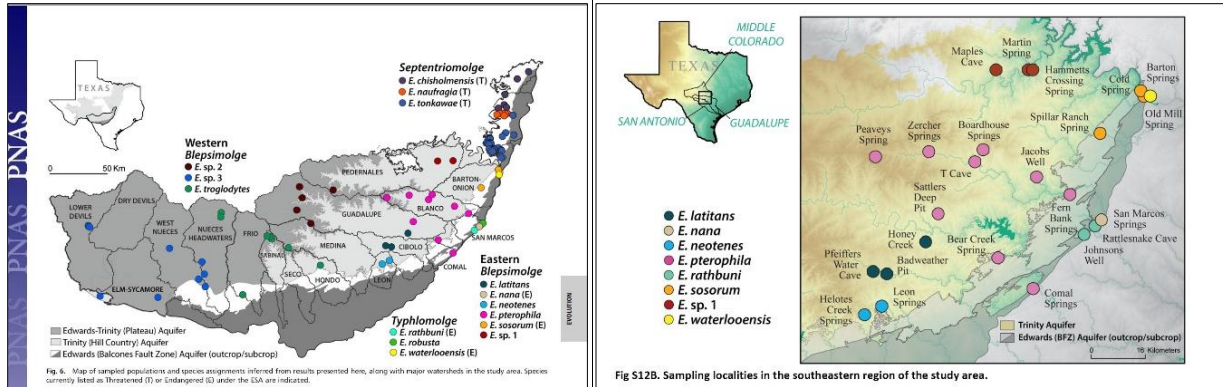 PNAS PNAS PNAS
TEXAS
0 50 Km
Septentriomolge
E. chisholmensis (T)
E. naufragia (T)
E. tonkawae (T)
Western
Blepsimolge
E. sp. 2
E. sp. 3
E. troglodytes
LOWER
DEVILS
DRY DEVILS
WEST
NUECES
NUECES
HEADWATERS
FRIO
SABINAL
SECO
HONDO
MEDINA
GUADALUPE
PEDERNALES
BLANCO
BARTON-
ONION
SAN MARCOS
COMAL
CIBOLO
LEON
ELM-SYCAMORE
Eastern
Blepsimolge
E. latitans
E. nana (E)
E. neotenes
E. pterophila
E. sosorum (E)
E. sp. 1
Typhlomolge
E. rathbuni (E)
E. robusta
E. waterlooensis (E)
Edwards-Trinity (Plateau) Aquifer
Trinity (Hill Country) Aquifer
Edwards (Balcones Fault Zone) Aquifer (outcrop/subcrop)
EVOLUTION
Fig. 6. Map of sampled populations and species assignments inferred from results presented here, along with major watersheds in the study area. Species
currently listed as Threatened (T) or Endangered (E) under the ESA are indicated.
MIDDLE
COLORADO
TEXAS
SAN ANTONIO
GUADALUPE
E. latitans
E. nana
E. neotenes
E. pterophila
E. rathbuni
E. sosorum
E. sp. 1
E. waterlooensis
Maples
Cave
Martin
Spring
Hammetts
Crossing
Spring
Cold
Spring
Barton
Springs
Old Mill
Spring
Spillar Ranch
Spring
Peaveys
Spring
Zercher
Springs
Boardhouse
Springs
T Cave
Jacobs
Well
Sattlers
Deep
Pit
Fern
Bank
Springs
San Marcos
Springs
Rattlesnake Cave
Johnsons
Well
Honey
Creek
Bear Creek
Spring
Pfeiffers
Water
Cave
Badweather
Pit
Leon
Springs
Helotes
Creek
Springs
Comal
Springs
Trinity Aquifer
Edwards (BFZ) Aquifer (outcrop/subcrop)
0 16 Kilometers
Fig S12B. Sampling localities in the southeastern region of the study area.